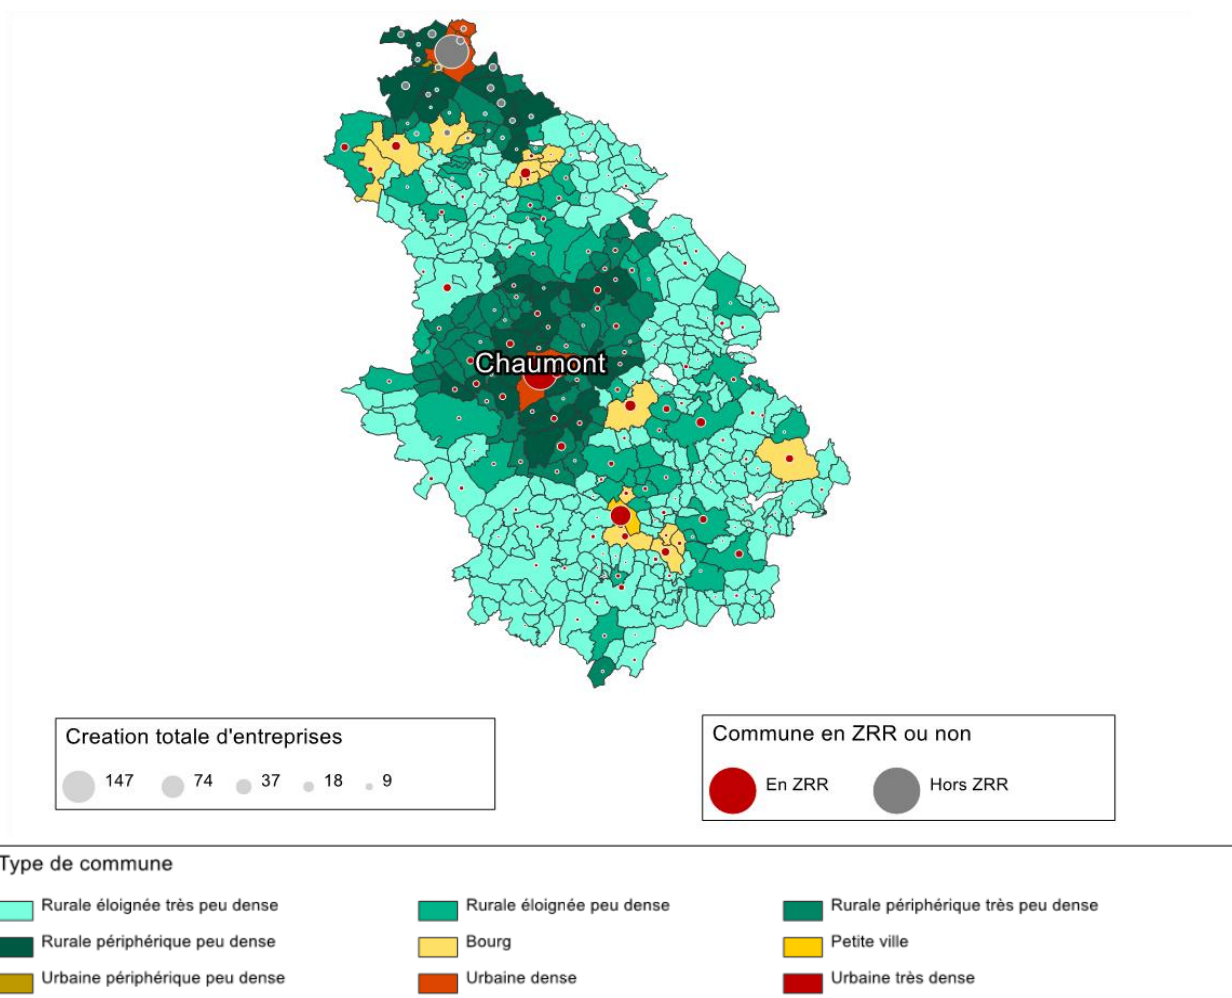 Chaumont
Creation totale d'entreprises
147 74 37 18 9
Commune en ZRR ou non
En ZRR Hors ZRR
Type de commune
Rurale éloignée très peu dense Rurale éloignée peu dense Rurale périphérique très peu dense
Rurale périphérique peu dense Bourg Petite ville
Urbaine périphérique peu dense Urbaine dense Urbaine très dense